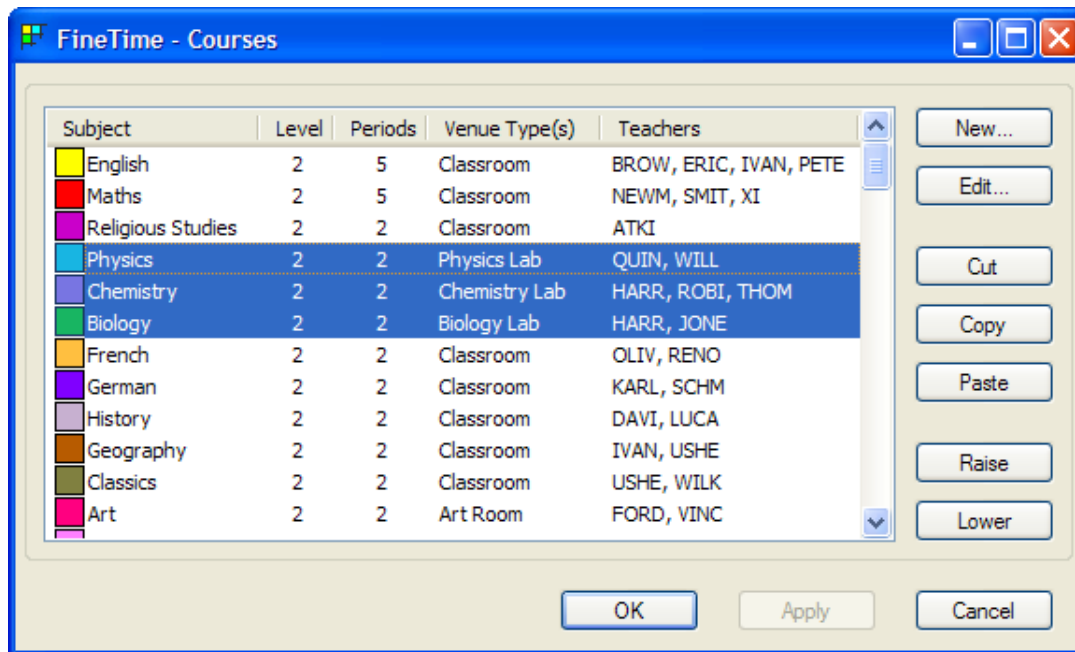 FineTime - Courses
Subject Level Periods Venue Type(s) Teachers
English 2 5 Classroom BROW, ERIC, IVAN, PETE
Maths 2 5 Classroom NEWM, SMIT, XI
Religious Studies 2 2 Classroom ATKI
Physics 2 2 Physics Lab QUIN, WILL
Chemistry 2 2 Chemistry Lab HARR, ROBI, THOM
Biology 2 2 Biology Lab HARR, JONE
French 2 2 Classroom OLIV, RENO
German 2 2 Classroom KARL, SCHM
History 2 2 Classroom DAVI, LUCA
Geography 2 2 Classroom IVAN, USHE
Classics 2 2 Classroom USHE, WILK
Art 2 2 Art Room FORD, VINC
New...
Edit...
Cut
Copy
Paste
Raise
Lower
OK Apply Cancel